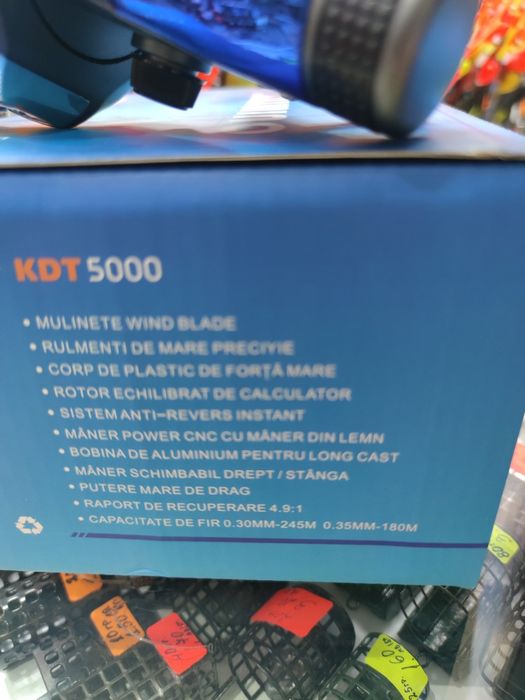 KDT 5000
• MULINETE WIND BLADE
• RULMENTI DE MARE PRECIYIE
• CORP DE PLASTIC DE FORŢĂ MARE
• ROTOR ECHILIBRAT DE CALCULATOR
• SISTEM ANTI-REVERS INSTANT
• MÂNER POWER CNC CU MÂNER DIN LEMN
• BOBINA DE ALUMINIUM PENTRU LONG CAST
• MÂNER SCHIMBABIL DREPT / STÂNGA
• PUTERE MARE DE DRAG
• RAPORT DE RECUPERARE 4.9:1
• CAPACITATE DE FIR 0.30MM-245M 0.35MM-180M